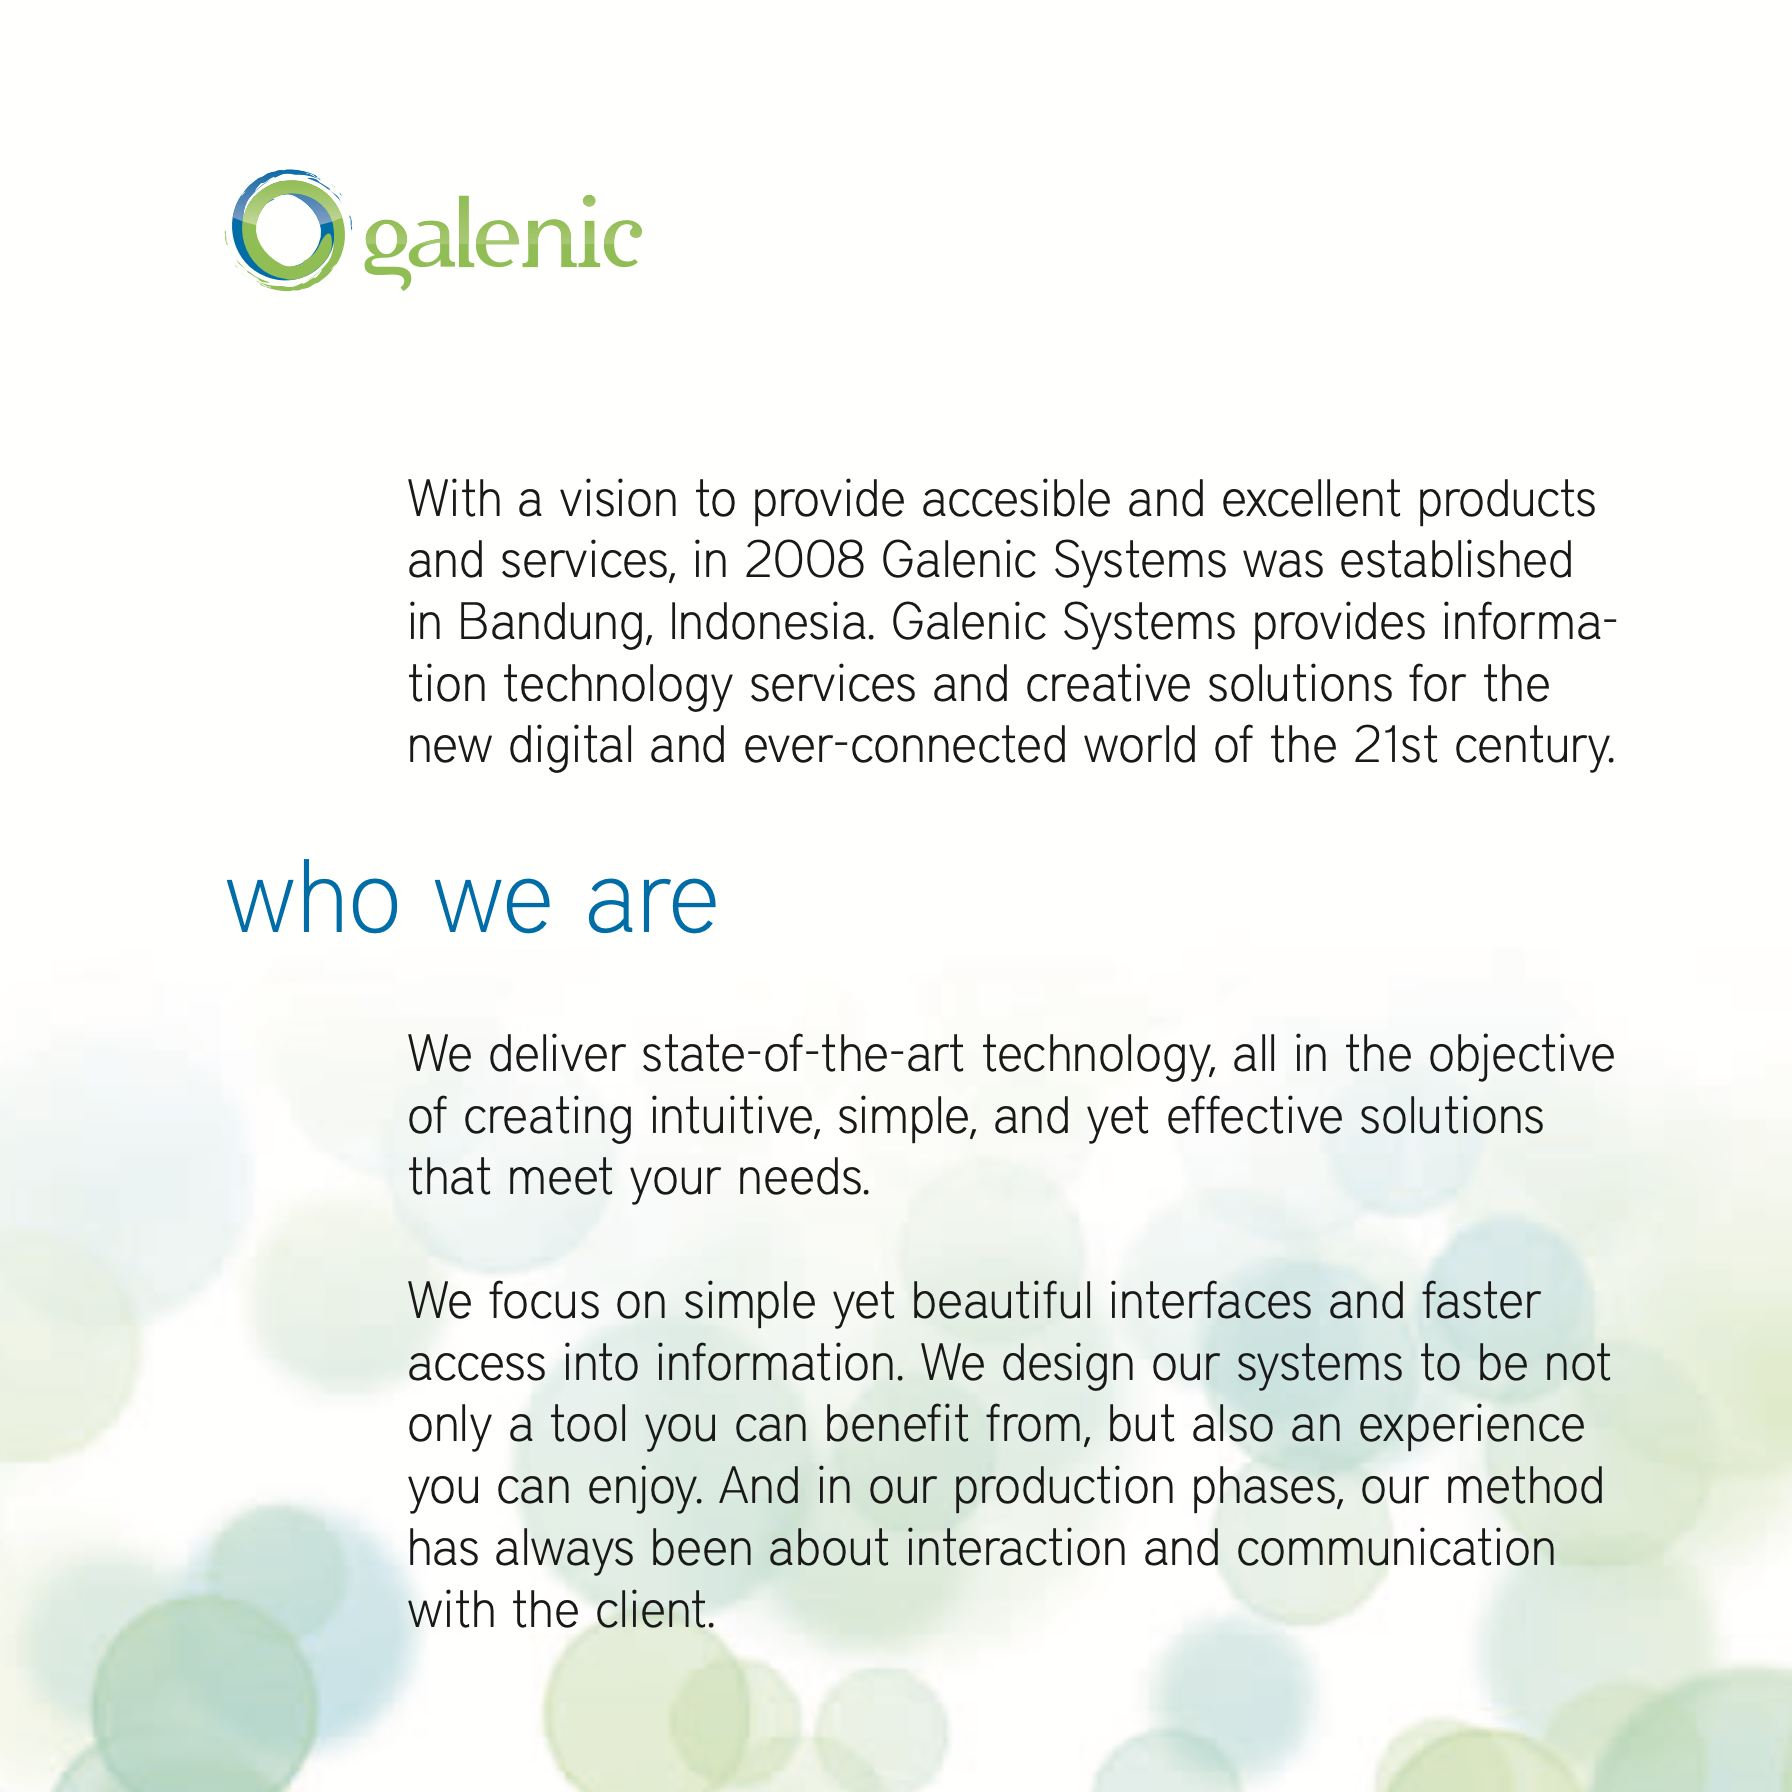 galenic
With a vision to provide accesible and excellent products
and services, in 2008 Galenic Systems was established
in Bandung, Indonesia. Galenic Systems provides informa-
tion technology services and creative solutions for the
new digital and ever-connected world of the 21st century.
who we are
We deliver state-of-the-art technology, all in the objective
of creating intuitive, simple, and yet effective solutions
that meet your needs.
We focus on simple yet beautiful interfaces and faster
access into information. We design our systems to be not
only a tool you can benefit from, but also an experience
you can enjoy. And in our production phases, our method
has always been about interaction and communication
with the client.